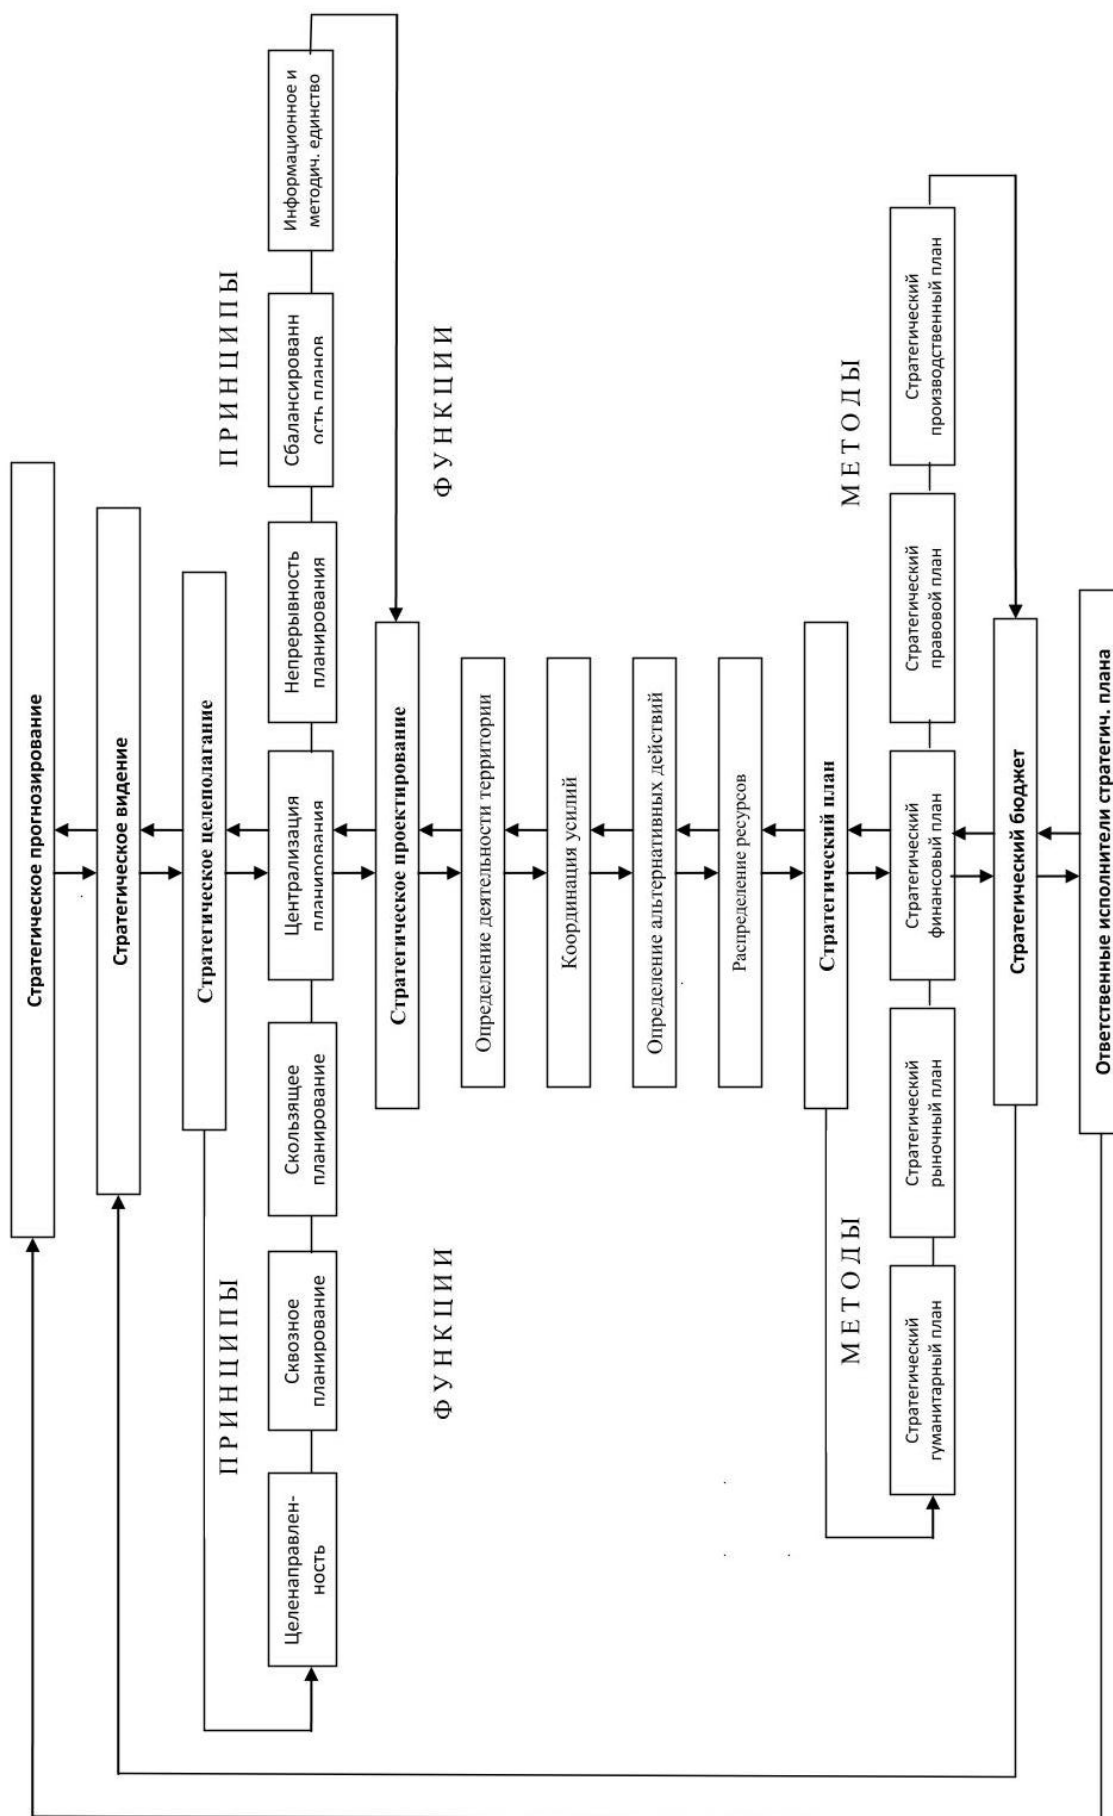 Стратегическое прогнозирование
Стратегическое видение
Стратегическое целеполагание
ПРИНЦИПЫ
ПРИНЦИПЫ
Целенаправлен-
ность
Сквозное
планирование
Скользящее
планирование
Централизация
планирования
Непрерывность
планирования
Сбалансированн
ость планов
Информационное и
методич. единство
Стратегическое проектирование
ФУНКЦИИ
ФУНКЦИИ
Определение деятельности территории
Координация усилий
Определение альтернативных действий
Распределение ресурсов
Стратегический план
МЕТОДЫ
МЕТОДЫ
Стратегический
гуманитарный план
Стратегический
рыночный план
Стратегический
финансовый план
Стратегический
правовой план
Стратегический
производственный план
Стратегический бюджет
Ответственные исполнители стратегич. плана